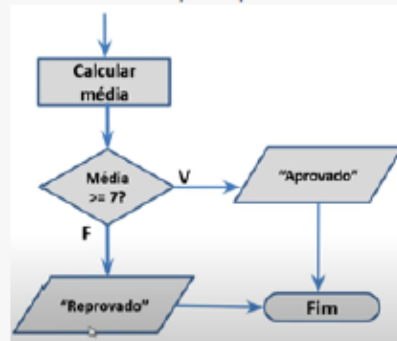 Calcular
média
Média
>= 7?
V
"Aprovado"
F
"Reprovado"
Fim